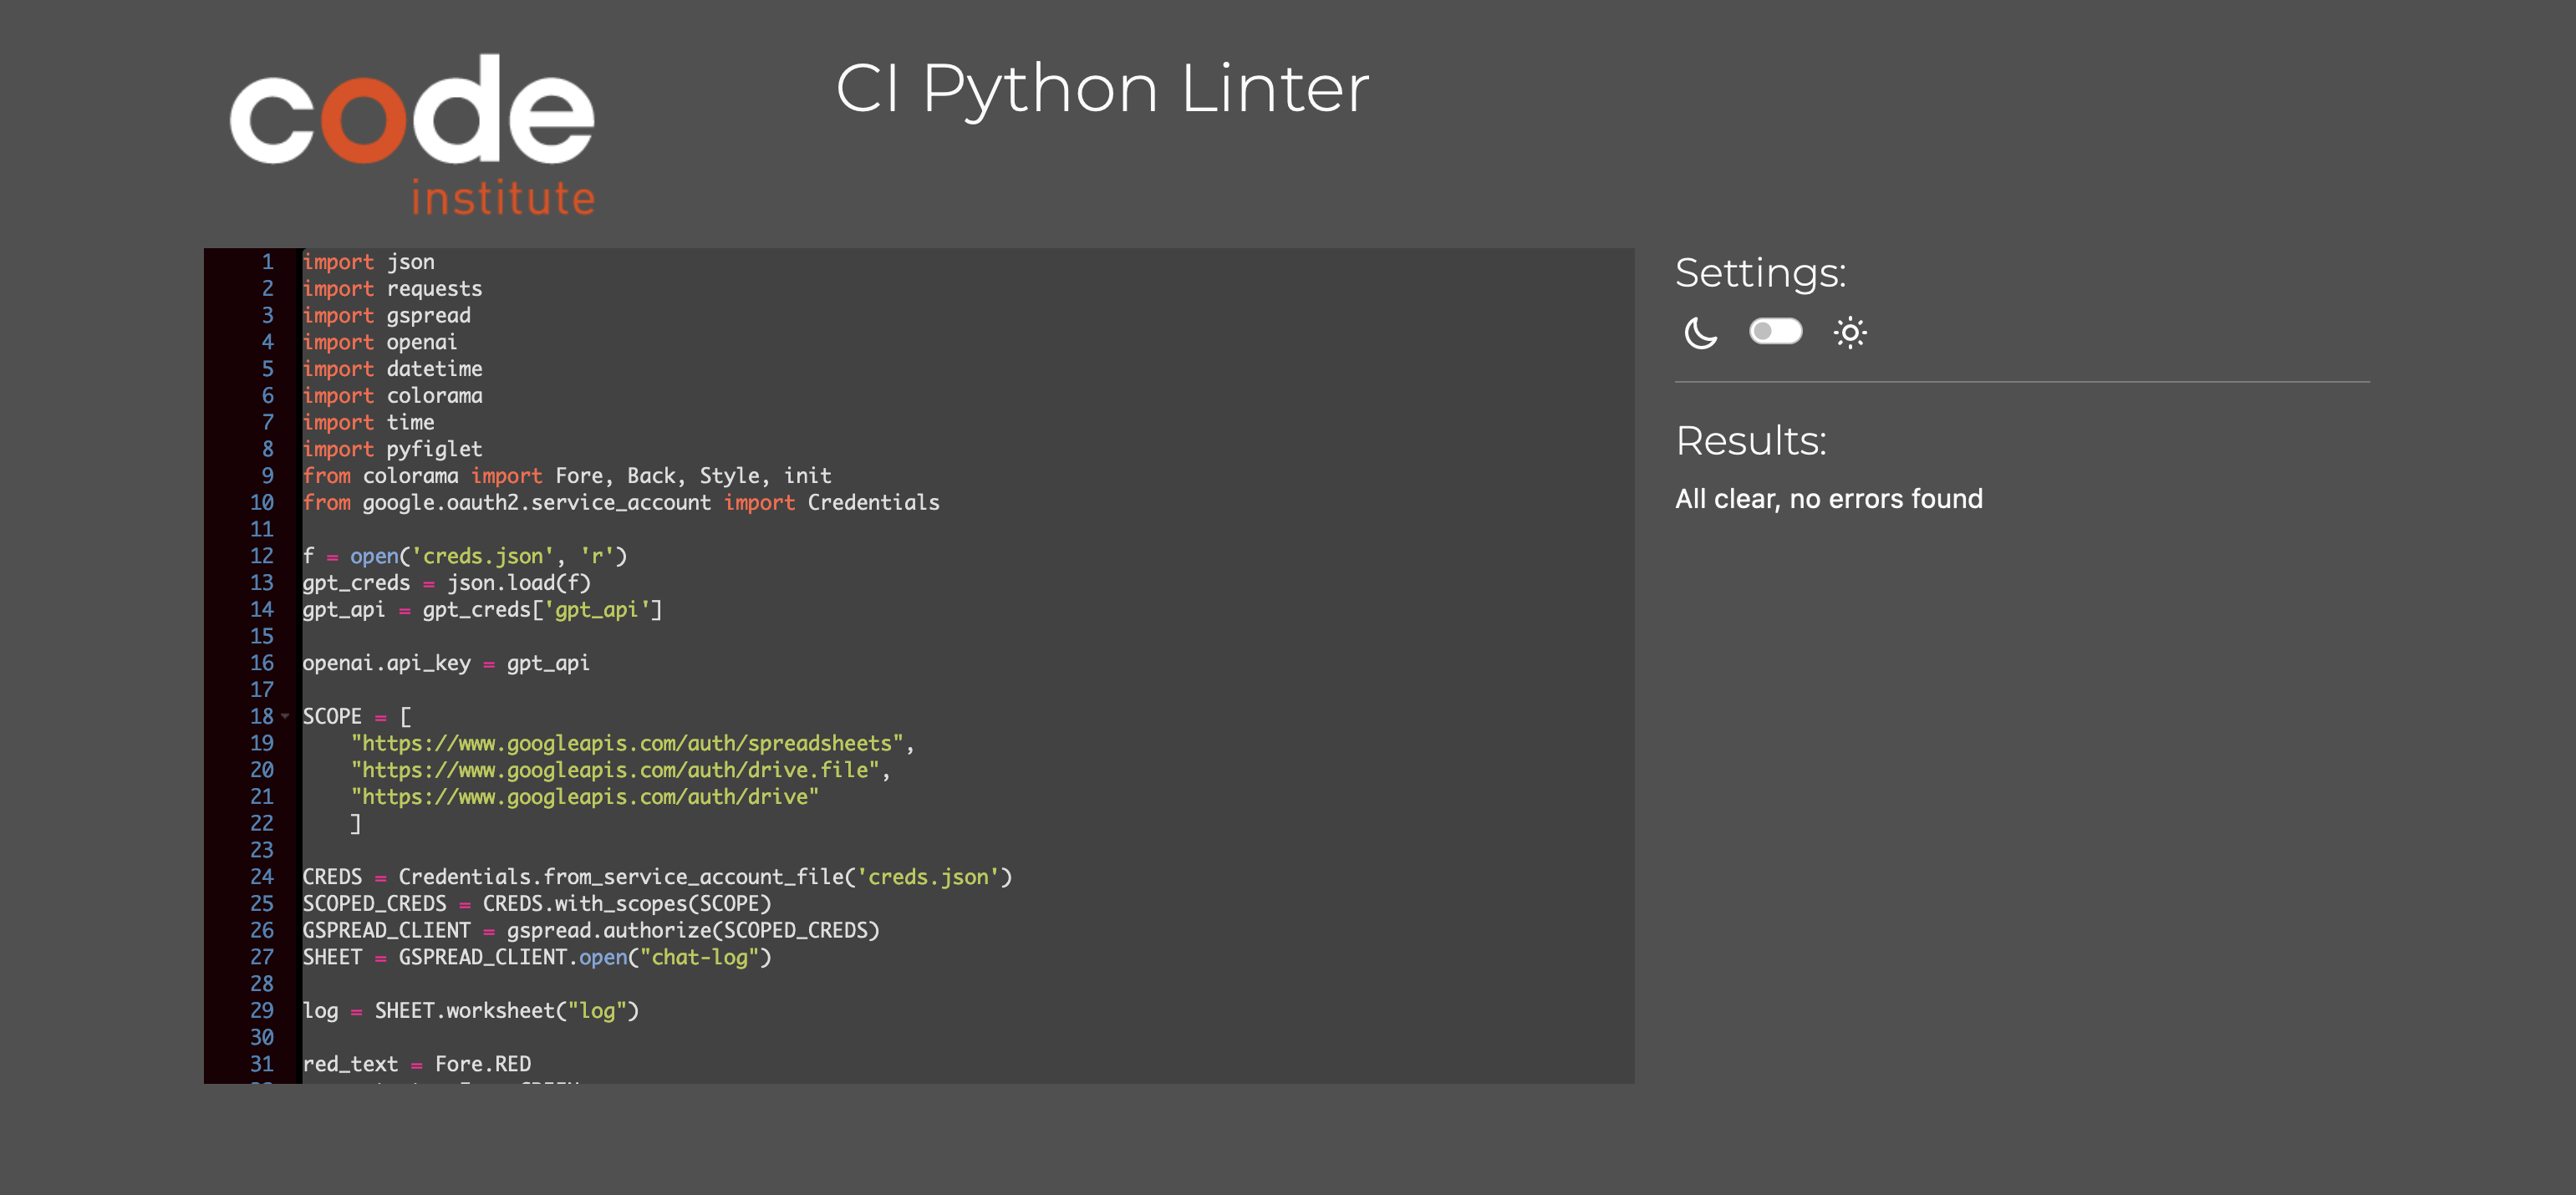 code
institute
CI Python Linter
1 import json
2 import requests
3 import gspread
4 import openai
5 import datetime
6 import colorama
7 import time
8 import pyfiglet
9 from colorama import Fore, Back, Style, init
10 from google.oauth2.service_account import Credentials
11
12 f = open('creds.json', 'r')
13 gpt_creds = json.load(f)
14 gpt_api = gpt_creds['gpt_api']
15
16 openai.api_key = gpt_api
17
18 SCOPE = [
19     "https://www.googleapis.com/auth/spreadsheets",
20     "https://www.googleapis.com/auth/drive.file",
21     "https://www.googleapis.com/auth/drive"
22     ]
23
24 CREDS = Credentials.from_service_account_file('creds.json')
25 SCOPED_CREDS = CREDS.with_scopes(SCOPE)
26 GSPREAD_CLIENT = gspread.authorize(SCOPED_CREDS)
27 SHEET = GSPREAD_CLIENT.open("chat-log")
28
29 log = SHEET.worksheet("log")
30
31 red_text = Fore.RED
Settings:
Results:
All clear, no errors found